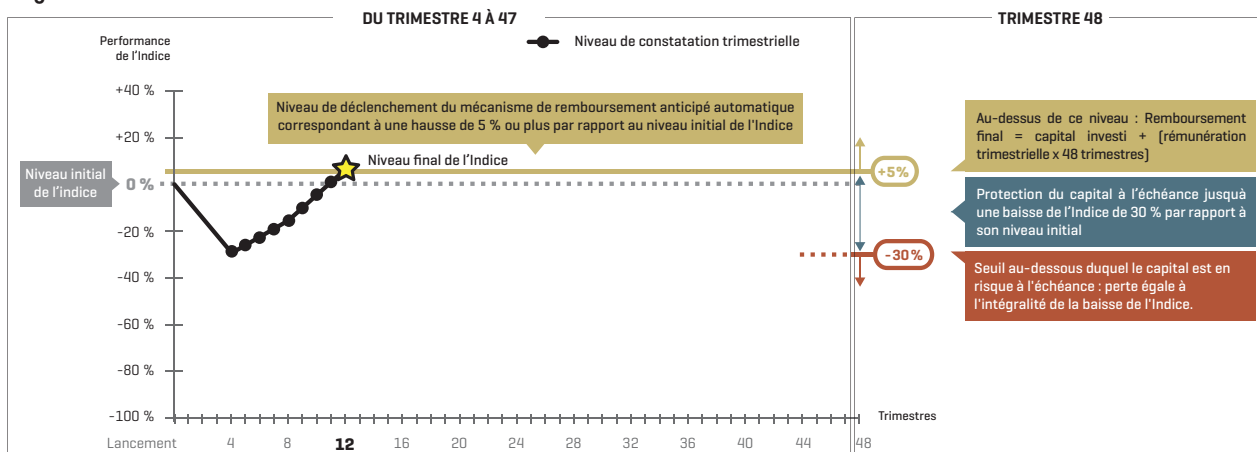 DU TRIMESTRE 4 À 47
TRIMESTRE 48
Performance
de l'Indice
Niveau de constatation trimestrielle
+40 %
+20 %
0 %
-20 %
-40 %
-60 %
-80 %
-100 %
Niveau initial
de l'indice
Niveau de déclenchement du mécanisme de remboursement anticipé automatique
correspondant à une hausse de 5 % ou plus par rapport au niveau initial de l'Indice
Niveau final de l'Indice
+5%
-30%
Au-dessus de ce niveau : Remboursement
final = capital investi + (rémunération
trimestrielle x 48 trimestres)
Protection du capital à l'échéance jusquà
une baisse de l'Indice de 30 % par rapport à
son niveau initial
Seuil au-dessous duquel le capital est en
risque à l'échéance : perte égale à
l'intégralité de la baisse de l'Indice.
Trimestres
Lancement 4 8 12 16 20 24 28 32 36 40 44 48